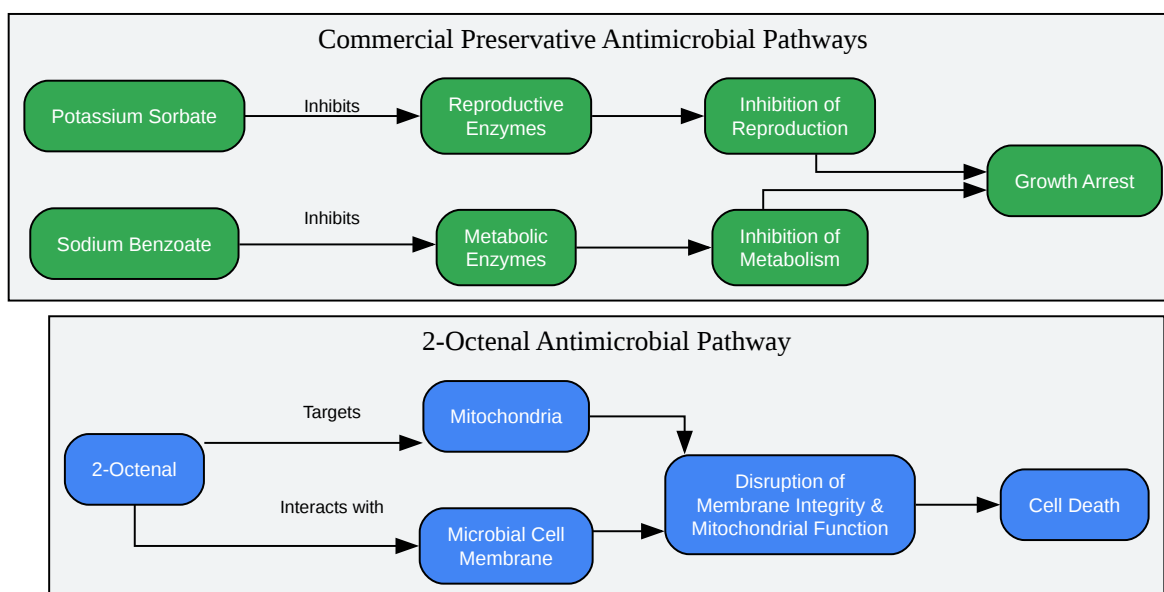 Commercial Preservative Antimicrobial Pathways
Potassium Sorbate
Inhibits
Reproductive
Enzymes
Inhibition of
Reproduction
Growth Arrest
Sodium Benzoate
Inhibits
Metabolic
Enzymes
Inhibition of
Metabolism
2-Octenal Antimicrobial Pathway
2-Octenal
Targets
Mitochondria
Interacts with
Microbial Cell
Membrane
Disruption of
Membrane Integrity &
Mitochondrial Function
Cell Death